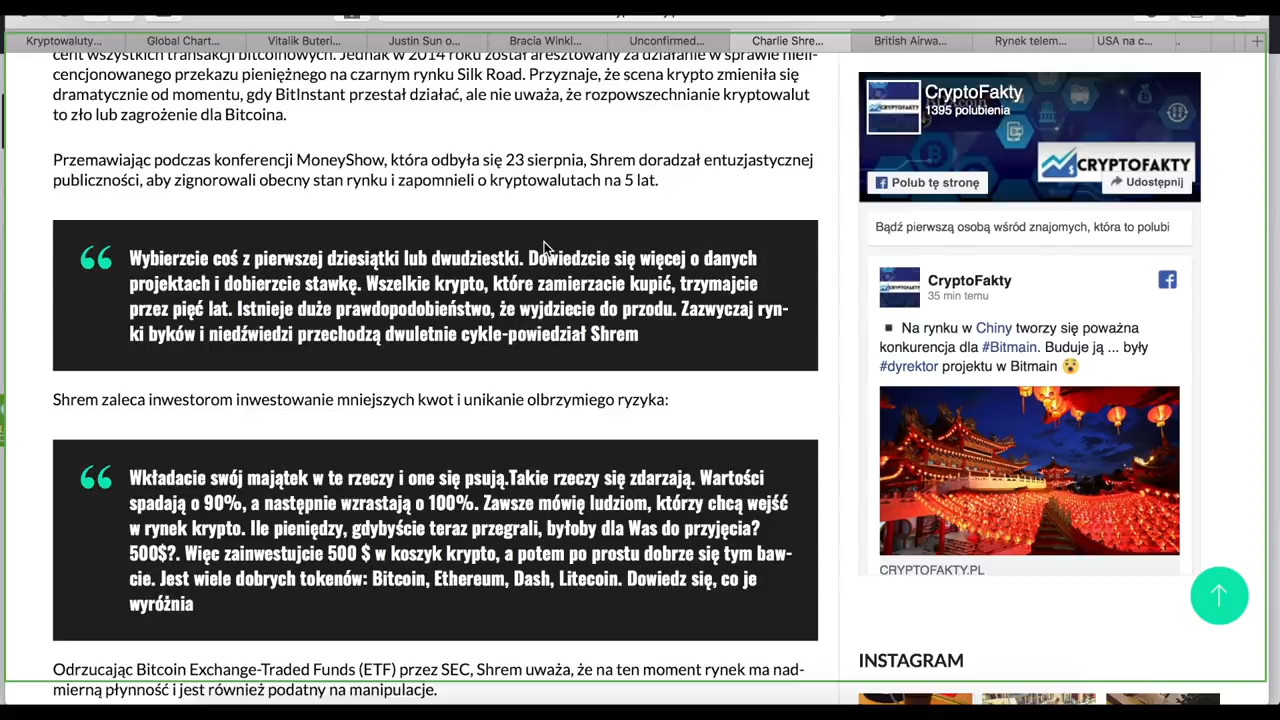 Kryptowaluty...
Global Chart...
Vitalik Buteri...
Justin Sun o...
Bracia Winkl...
Unconfirmed...
Charlie Shre...
British Airwa...
Rynek telem...
USA na c...
cent wszystkich transakcji bitcoinowych. Jednak w 2014 roku został aresztowany za działanie w sprawie nieli-
cencjonowanego przekazu pieniężnego na czarnym rynku Silk Road. Przyznaje, że scena krypto zmieniła się
dramatycznie od momentu, gdy BitInstant przestał działać, ale nie uważa, że rozpowszechnianie kryptowalut
to zło lub zagrożenie dla Bitcoina.
Przemawiając podczas konferencji MoneyShow, która odbyła się 23 sierpnia, Shrem doradzał entuzjastycznej
publiczności, aby zignorowali obecny stan rynku i zapomnieli o kryptowalutach na 5 lat.
Wybierzcie coś z pierwszej dziesiątki lub dwudziestki. Dowiedzcie się więcej o danych
projektach i dobierzcie stawkę. Wszelkie krypto, które zamierzacie kupić, trzymajcie
przez pięć lat. Istnieje duże prawdopodobieństwo, że wyjdziecie do przodu. Zazwyczaj ryn-
ki byków i niedźwiedzi przechodzą dwuletnie cykle-powiedział Shrem
Shrem zaleca inwestorom inwestowanie mniejszych kwot i unikanie olbrzymiego ryzyka:
Wkładacie swój majątek w te rzeczy i one się psują.Takie rzeczy się zdarzają. Wartości
spadają o 90%, a następnie wzrastają o 100%. Zawsze mówię ludziom, którzy chcą wejść
w rynek krypto. Ile pieniędzy, gdybyście teraz przegrali, byłoby dla Was do przyjęcia?
500$?. Więc zainwestujcie 500 $ w koszyk krypto, a potem po prostu dobrze się tym baw-
cie. Jest wiele dobrych tokenów: Bitcoin, Ethereum, Dash, Litecoin. Dowiedz się, co je
wyróżnia
Odrzucając Bitcoin Exchange-Traded Funds (ETF) przez SEC, Shrem uważa, że na ten moment rynek ma nad-
mierną płynność i jest również podatny na manipulacje.
CryptoFakty
1395 polubienia
CRYPTOFAKTY
Polub tę stronę
Udostępnij
Bądź pierwszą osobą wśród znajomych, która to polubi
CryptoFakty
35 min temu
Na rynku w Chiny tworzy się poważna
konkurencja dla #Bitmain. Buduje ją ... były
#dyrektor projektu w Bitmain 😯
CRYPTOFAKTY.PL
INSTAGRAM